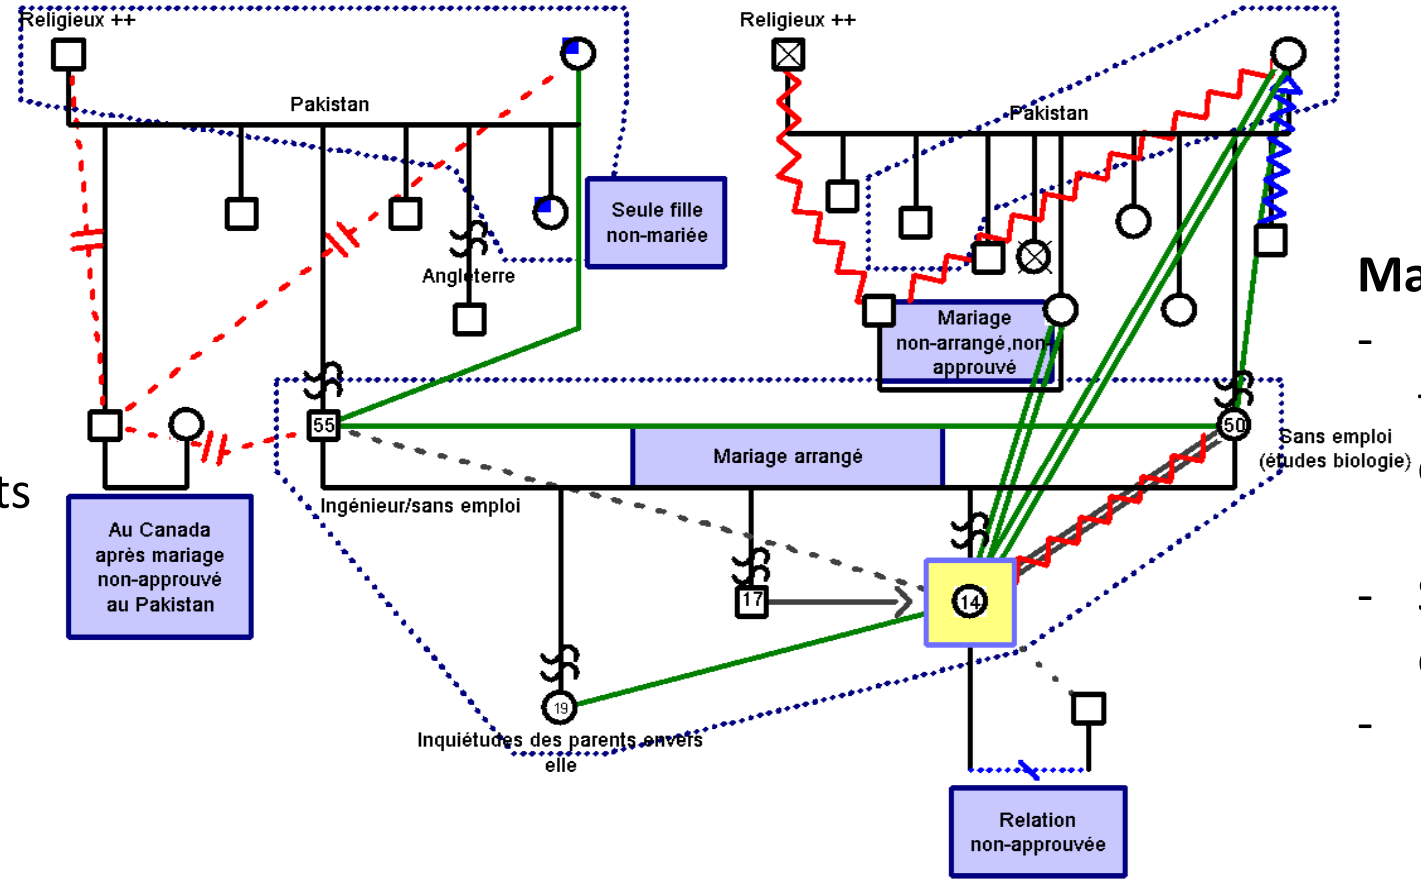 Religieux ++
Religieux ++
Pakistan
Pakistan
Seule fille
non-mariée
Angleterre
Ma
-
Mariage
non-arrangé,non-
approuvé
55
50
Mariage arrangé
Sans emploi
(études biologie)
ts
Ingénieur/sans emploi
Au Canada
après mariage
non-approuvé
au Pakistan
17
14
-
19
-
Inquiétudes des parents envers
elle
Relation
non-approuvée